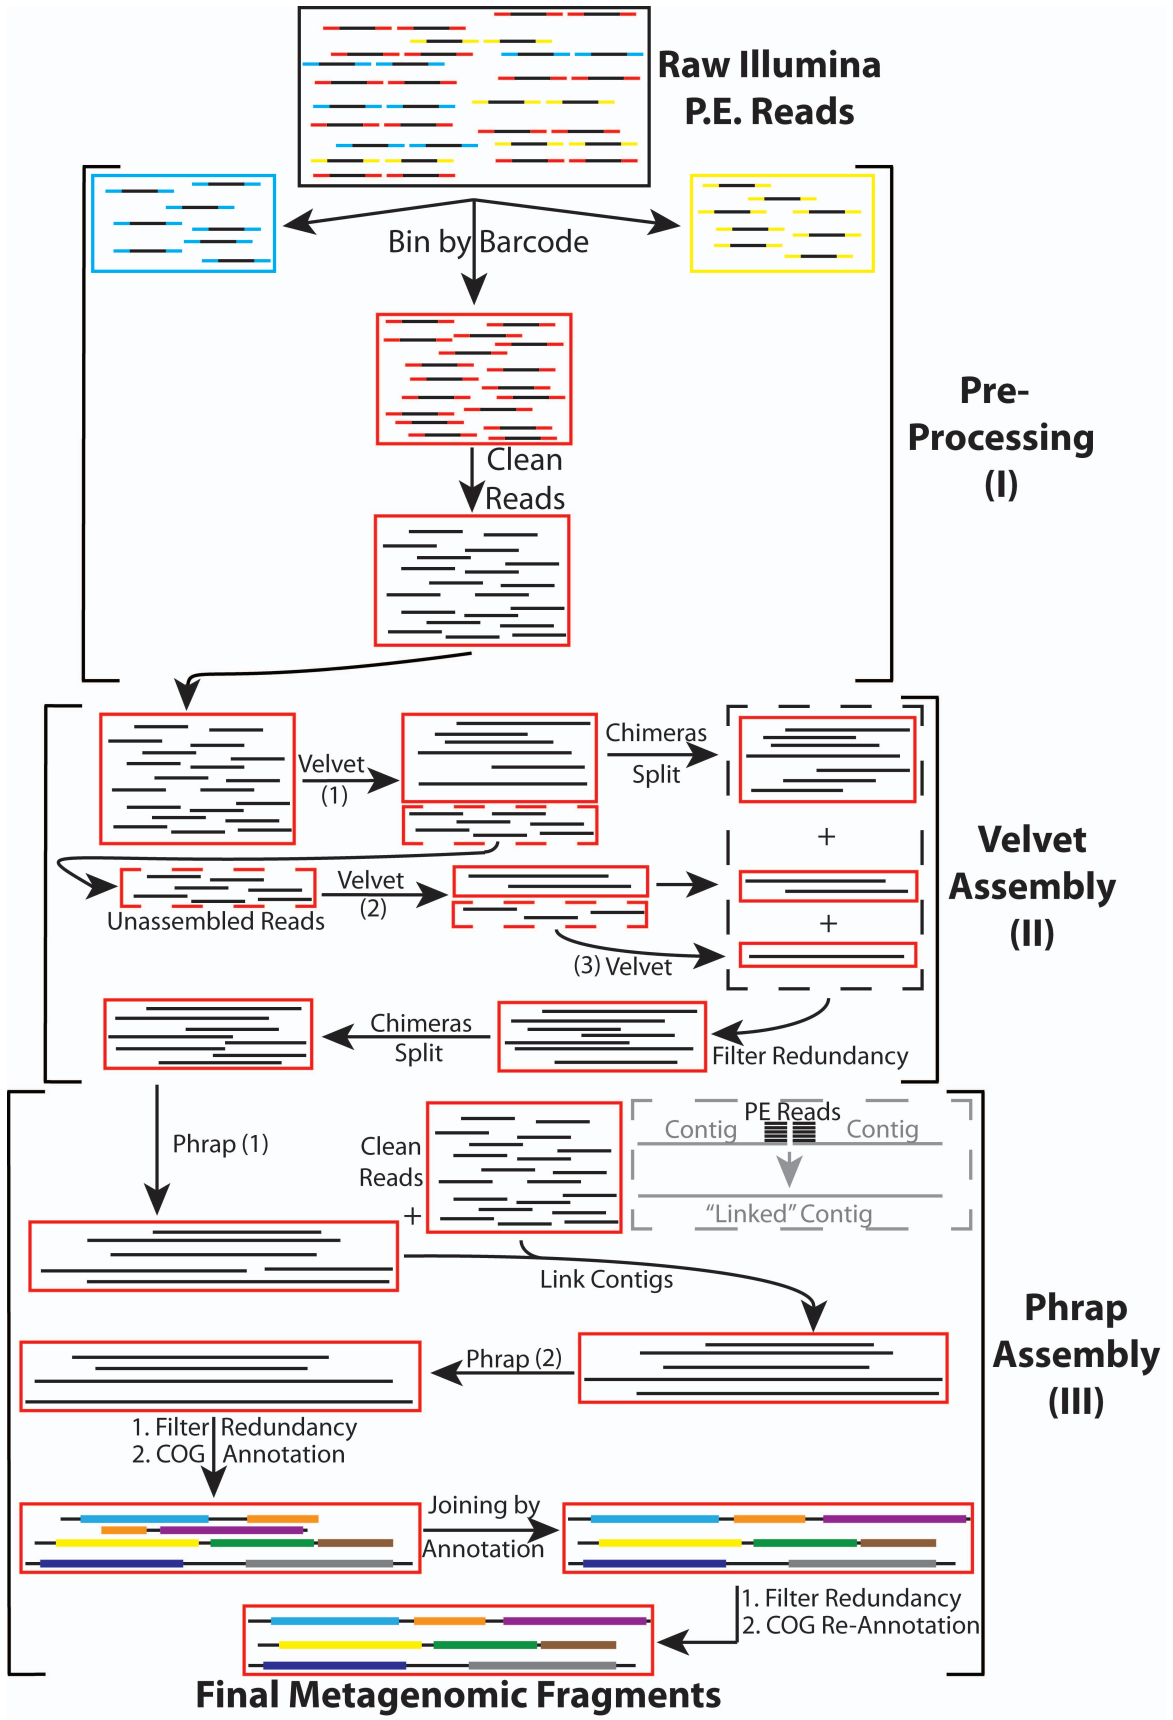 Raw Illumina
P.E. Reads
Bin by Barcode
Clean
Reads
Pre-
Processing
(I)
Velvet
(1)
Chimeras
Split
+
Velvet
(2)
Unassembled Reads
+
(3) Velvet
Velvet
Assembly
(II)
Chimeras
Split
Filter Redundancy
Phrap (1)
Clean
Reads
+
PE Reads
Contig
Contig
“Linked” Contig
Link Contigs
Phrap (2)
Phrap
Assembly
(III)
1. Filter Redundancy
2. COG Annotation
Joining by
Annotation
1. Filter Redundancy
2. COG Re-Annotation
Final Metagenomic Fragments